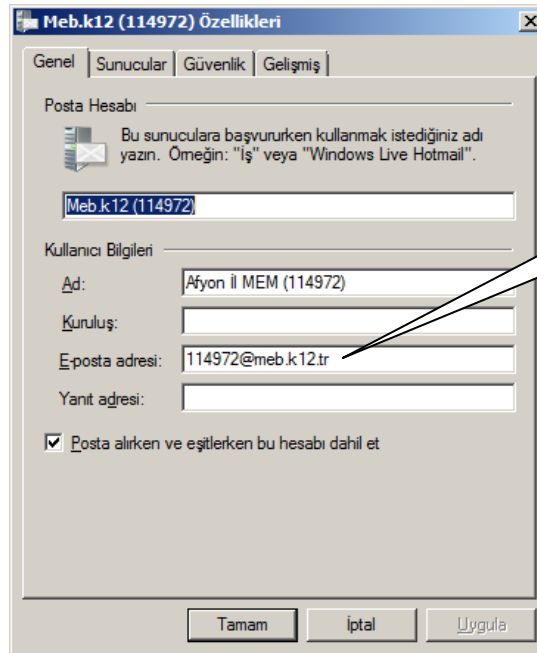 Meb.k12 (114972) Özellikleri
Genel Sunucular Güvenlik Gelişmiş
Posta Hesabı
Bu sunuculara başvururken kullanmak istediğiniz adı
yazın. Örneğin: "İş" veya "Windows Live Hotmail".
Meb.k12 (114972)
Kullanıcı Bilgileri
Ad: Afyon İl MEM (114972)
Kuruluş:
E-posta adresi: 114972@meb.k12.tr
Yanıt adresi:
Posta alırken ve eşitlerken bu hesabı dahil et
Tamam İptal Uygula